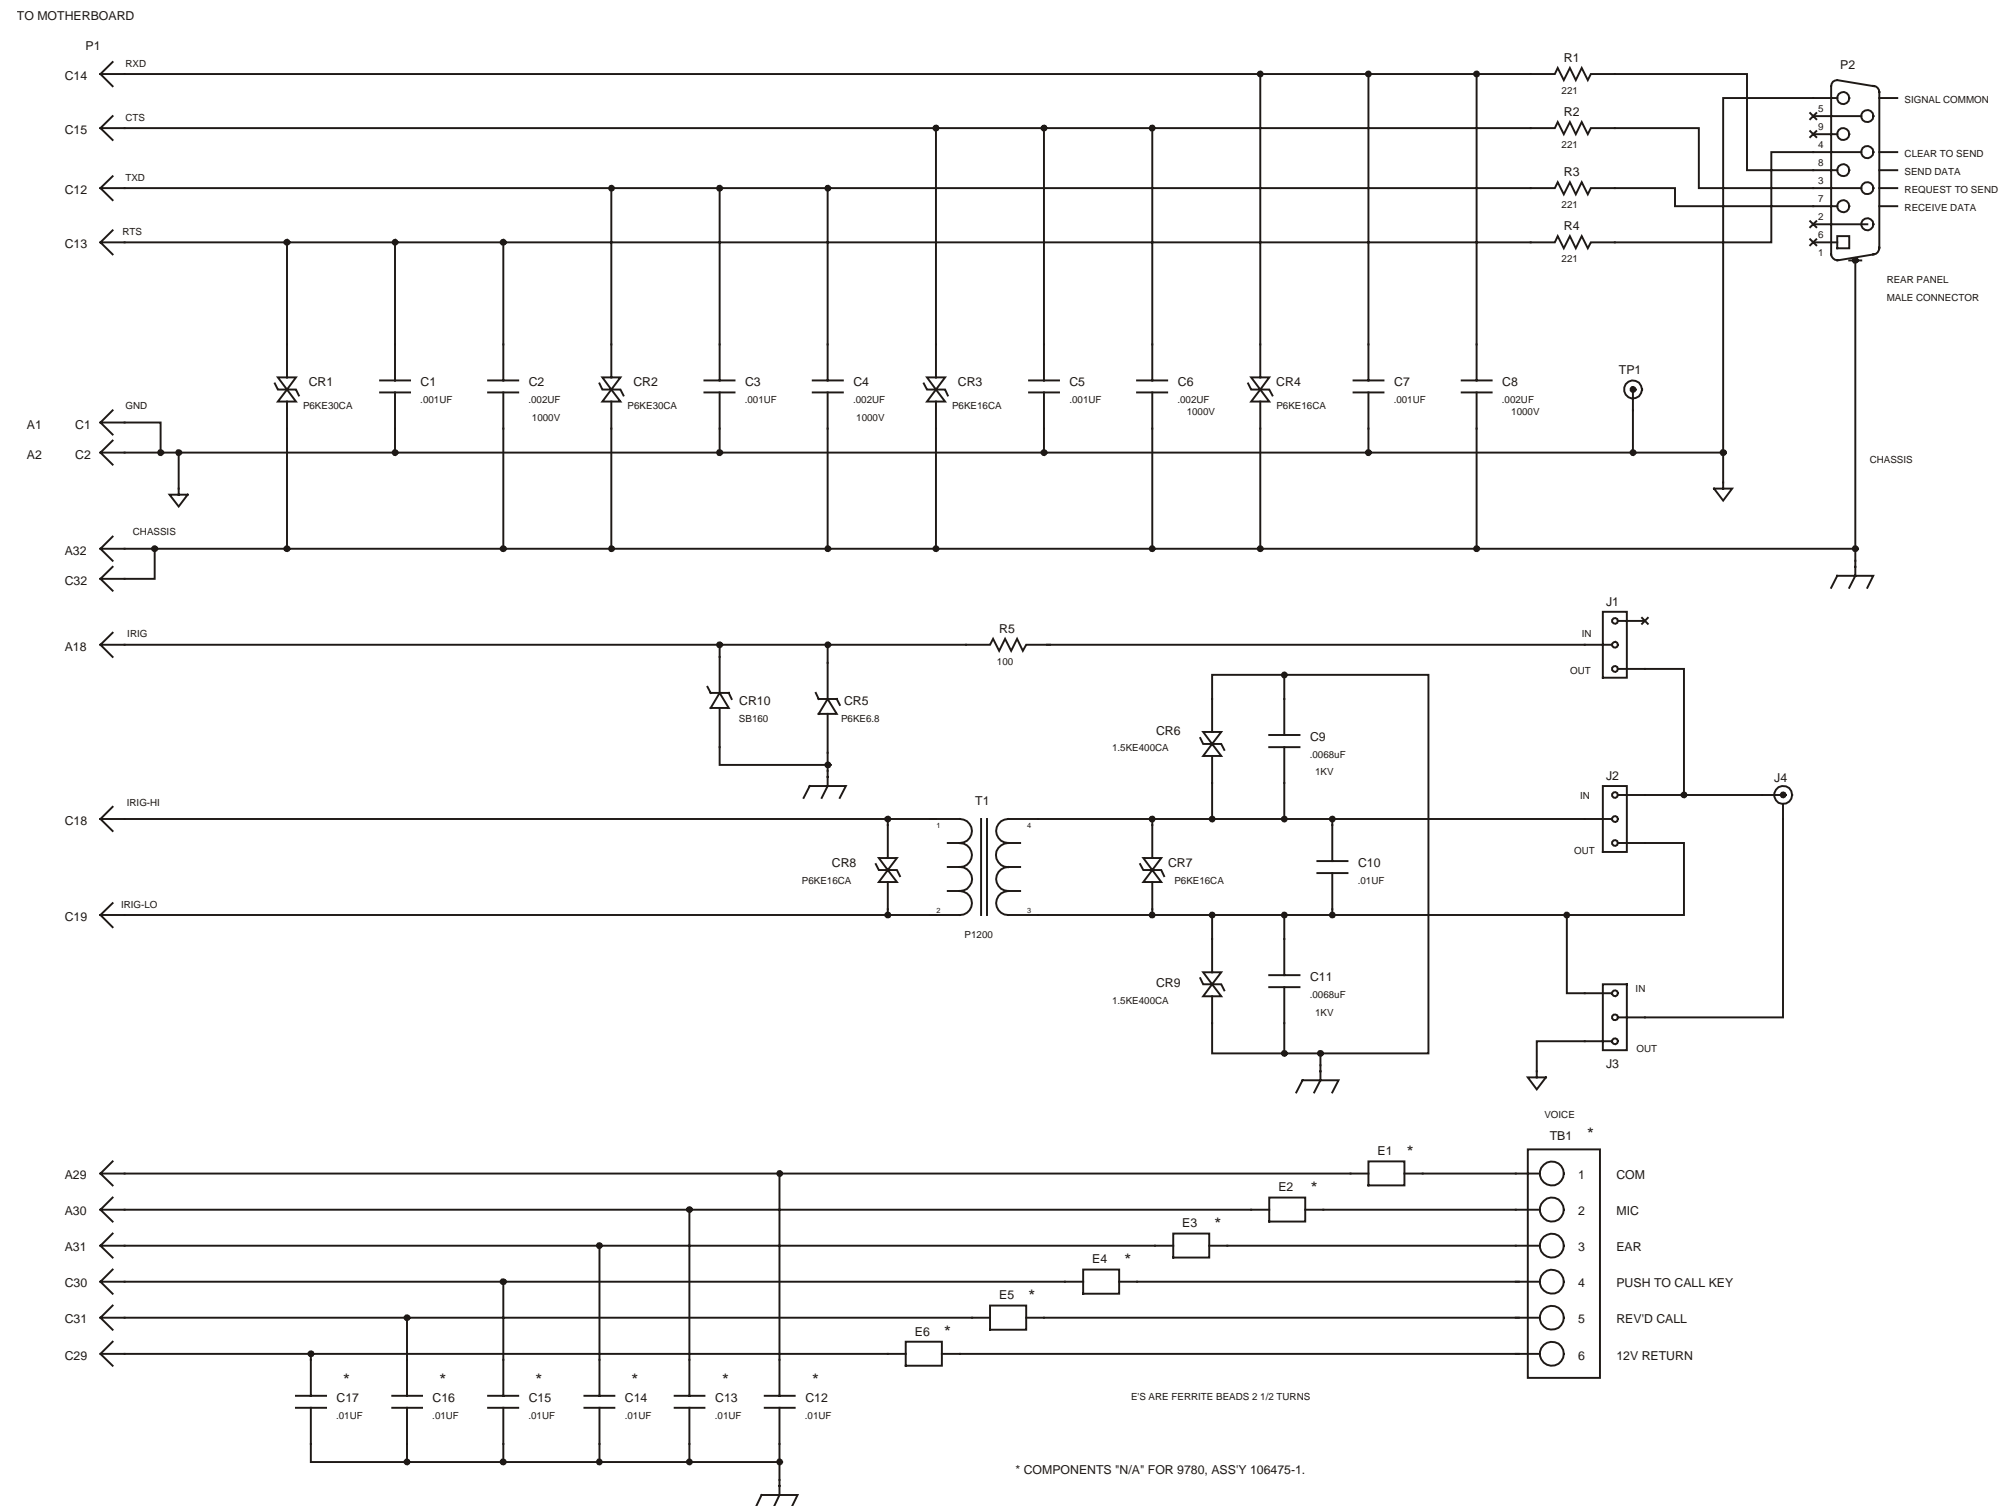 TO MOTHERBOARD
P1
C14 RXD
R1
221
P2
C15 CTS
R2
221
C12 TXD
R3
221
C13 RTS
R4
221
5
9
4
8
3
7
2
6
1
SIGNAL COMMON
CLEAR TO SEND
SEND DATA
REQUEST TO SEND
RECEIVE DATA
REAR PANEL
MALE CONNECTOR
CR1
P6KE30CA
C1
.001UF
C2
.002UF
1000V
CR2
P6KE30CA
C3
.001UF
C4
.002UF
1000V
CR3
P6KE16CA
C5
.001UF
C6
.002UF
1000V
CR4
P6KE16CA
C7
.001UF
C8
.002UF
1000V
TP1
GND
A1 C1
A2 C2
CHASSIS
CHASSIS
A32
C32
J1
A18 IRIG
R5
100
IN
OUT
CR10
SB160
CR5
P6KE6.8
CR6
1.5KE400CA
C9
.0068uF
1KV
J2
IN
OUT
J4
C18 IRIG-HI
T1
1
4
CR8
P6KE16CA
CR7
P6KE16CA
C10
.01UF
C19 IRIG-LO
2
3
P1200
CR9
1.5KE400CA
C11
.0068uF
1KV
IN
OUT
J3
VOICE
TB1 *
A29 E1 * 1 COM
A30 E2 * 2 MIC
A31 E3 * 3 EAR
C30 E4 * 4 PUSH TO CALL KEY
C31 E5 * 5 REV'D CALL
C29 E6 * 6 12V RETURN
* * * * * *
C17 C16 C15 C14 C13 C12
.01UF .01UF .01UF .01UF .01UF .01UF
E'S ARE FERRITE BEADS 2 1/2 TURNS
* COMPONENTS "N/A" FOR 9780, ASS'Y 106475-1.